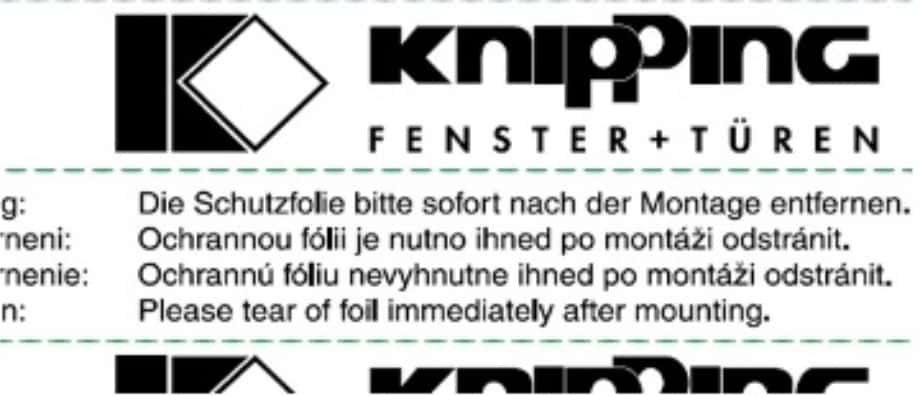 KNIPPING
FENSTER + TÜREN
g: Die Schutzfolie bitte sofort nach der Montage entfernen.
rneni: Ochrannou fólii je nutno ihned po montáži odstránit.
rnenie: Ochrannú fóliu nevyhnutne ihned po montáži odstránit.
n: Please tear of foil immediately after mounting.
KNIPPING